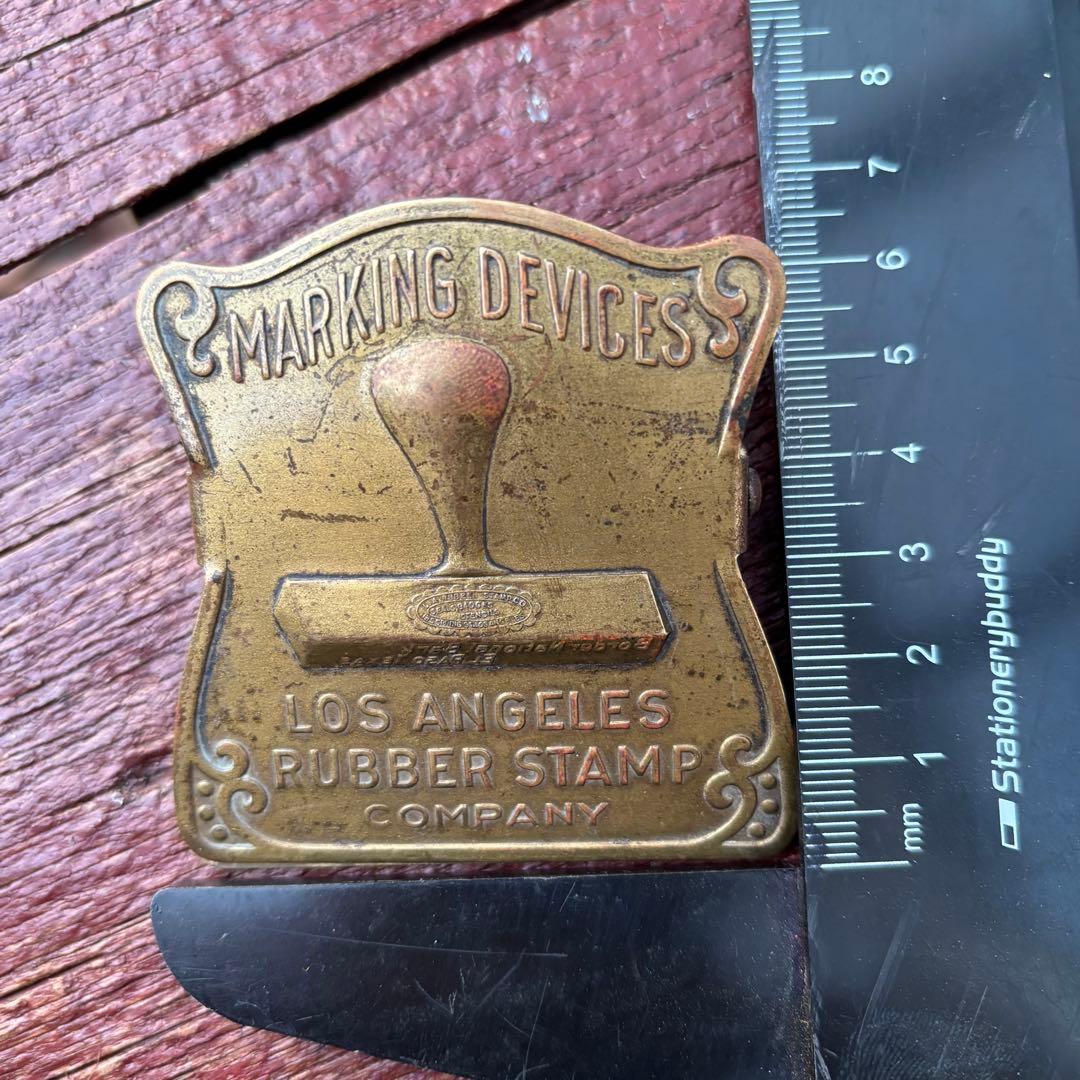 MARKING DEVICES
LOS ANGELES
RUBBER STAMP
COMPANY
8
7
6
5
4
3
2
1
mm
Stationerybuddy